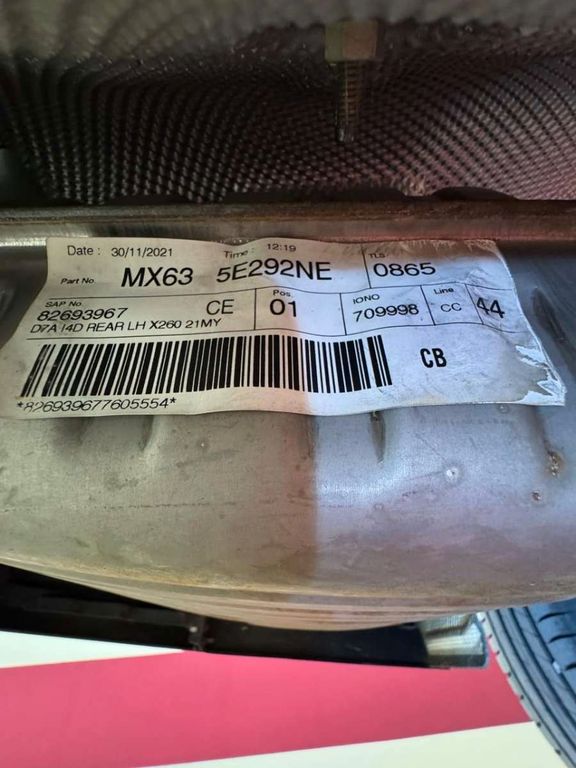 Date : 30/11/2021 Time : 12:19 TLS
Part No. MX63 5E292NE 0865
SAP No. Pos IONO Line
82693967 CE 01 709998 CC 44
D7A I4D REAR LH X260 21MY
CB
*826939677605554*